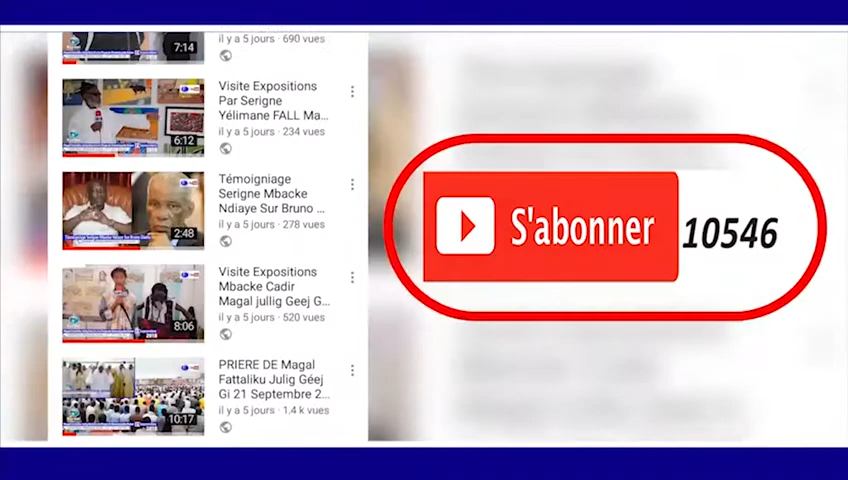 7:14
il y a 5 jours · 690 vues
Visite Expositions
Par Serigne
Yélimane FALL Ma...
il y a 5 jours · 234 vues
6:12
Témoignage
Serigne Mbacke
Ndiaye Sur Bruno ...
il y a 5 jours · 278 vues
2:48
Visite Expositions
Mbacke Cadir
Magal jullig Geej G...
il y a 5 jours · 520 vues
8:06
PRIERE DE Magal
Fattaliku Julig Géej
Gi 21 Septembre 2...
il y a 5 jours · 1.4 k vues
10:17
S'abonner
10546